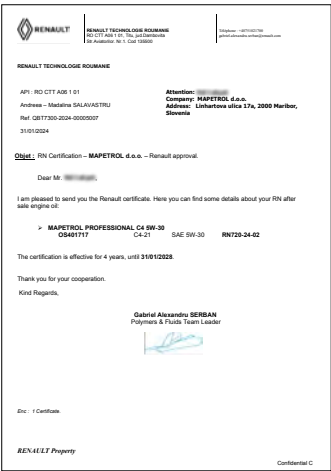 RENAULT
RENAULT TECHNOLOGIE ROUMANIE
RO CTT A06 1 01, Titu, jud.Dambovita
Str. Aviatorilor, Nr. 1, Cod 135500
RENAULT TECHNOLOGIE ROUMANIE
API : RO CTT A06 1 01
Andreea – Madalina SALAVASTRU
Ref. QBT7300-2024-00005007
31/01/2024
Attention:
Company: MAPETROL d.o.o.
Address: Linhartova ulica 17a, 2000 Maribor,
Slovenia
Objet : RN Certification – MAPETROL d.o.o. – Renault approval.
Dear Mr.
I am pleased to send you the Renault certificate. Here you can find some details about your RN after
sale engine oil:
➢ MAPETROL PROFESSIONAL C4 5W-30
OS401717 C4-21 SAE 5W-30 RN720-24-02
The certification is effective for 4 years, until 31/01/2028.
Thank you for your cooperation.
Kind Regards,
Gabriel Alexandru SERBAN
Polymers & Fluids Team Leader
Enc : 1 Certificate.
RENAULT Property
Confidential C